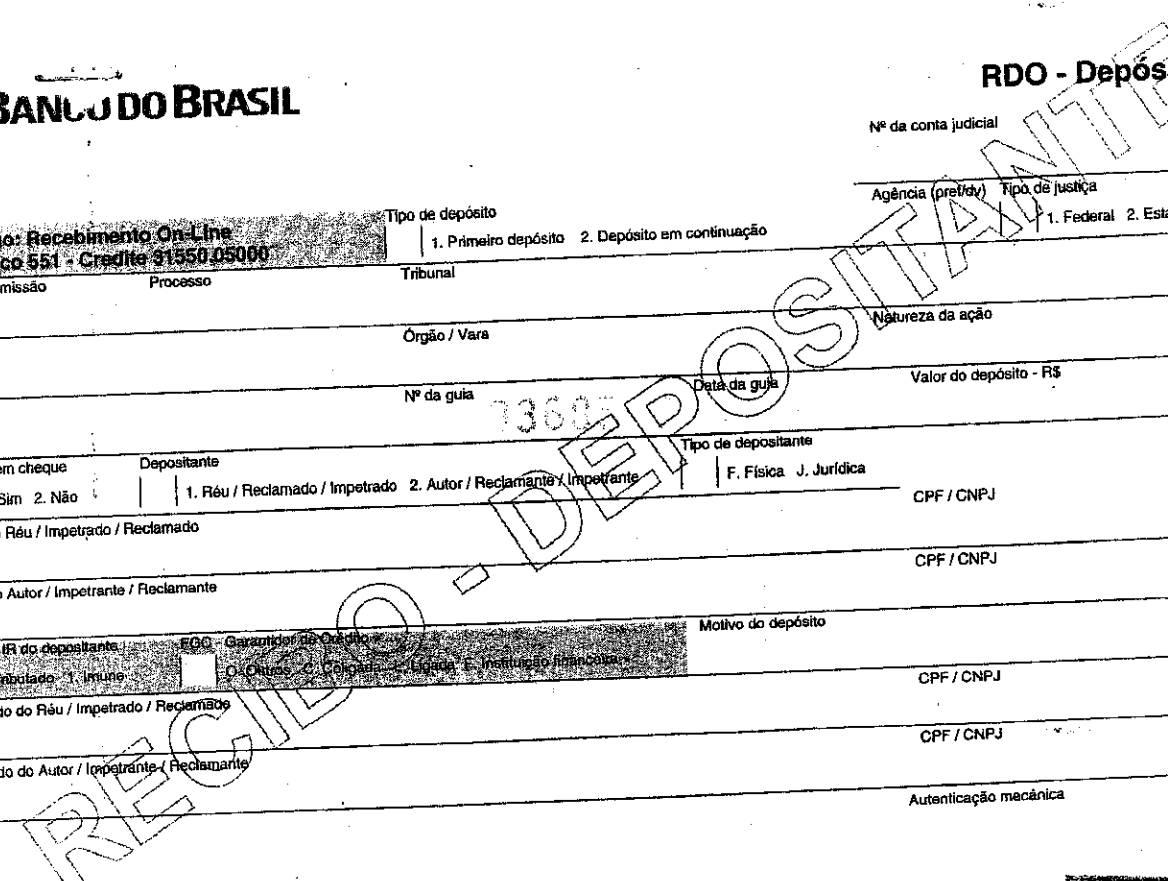 BANCO DO BRASIL
RDO - Depós
Nº da conta judicial
Agência (pref/dv) Tipo de justiça
1. Federal 2. Esta
o: Recebimento On-Line
Tipo de depósito
1. Primeiro depósito 2. Depósito em continuação
co 551 - Credite 31550.05000
missão Processo Tribunal
Órgão / Vara Natureza da ação
Nº da guia Data da guia Valor do depósito - R$
em cheque Depositante Tipo de depositante
Sim 2. Não 1. Réu / Reclamado / Impetrado 2. Autor / Reclamante / Impetrante F. Física J. Jurídica
Réu / Impetrado / Reclamado CPF / CNPJ
Autor / Impetrante / Reclamante CPF / CNPJ
IR do depositante FGC - Garantidor de Crédito Motivo do depósito
ributado 1. Imune O. Outros C. Coligada L. Ligada F. Instituição financeira
do do Réu / Impetrado / Reclamado CPF / CNPJ
do do Autor / Impetrante / Reclamante CPF / CNPJ
Autenticação mecânica
RECIBO - DEPOSITANTE